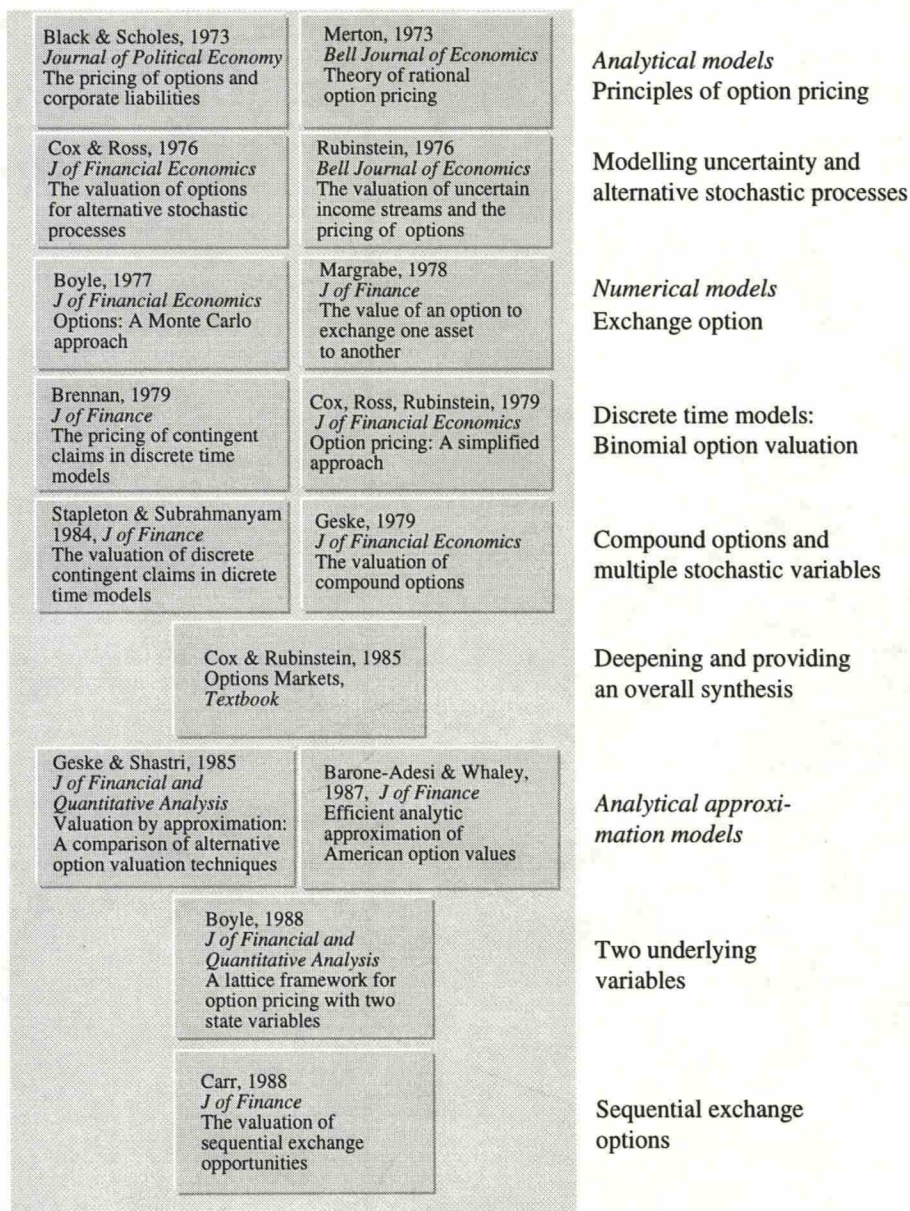 Black & Scholes, 1973
Journal of Political Economy
The pricing of options and
corporate liabilities
Merton, 1973
Bell Journal of Economics
Theory of rational
option pricing
Analytical models
Principles of option pricing
Cox & Ross, 1976
J of Financial Economics
The valuation of options
for alternative stochastic
processes
Rubinstein, 1976
Bell Journal of Economics
The valuation of uncertain
income streams and the
pricing of options
Modelling uncertainty and
alternative stochastic processes
Boyle, 1977
J of Financial Economics
Options: A Monte Carlo
approach
Margrabe, 1978
J of Finance
The value of an option to
exchange one asset
to another
Numerical models
Exchange option
Brennan, 1979
J of Finance
The pricing of contingent
claims in discrete time
models
Cox, Ross, Rubinstein, 1979
J of Financial Economics
Option pricing: A simplified
approach
Discrete time models:
Binomial option valuation
Stapleton & Subrahmanyam
1984, J of Finance
The valuation of discrete
contingent claims in dicrete
time models
Geske, 1979
J of Financial Economics
The valuation of
compound options
Compound options and
multiple stochastic variables
Cox & Rubinstein, 1985
Options Markets,
Textbook
Deepening and providing
an overall synthesis
Geske & Shastri, 1985
J of Financial and
Quantitative Analysis
Valuation by approximation:
A comparison of alternative
option valuation techniques
Barone-Adesi & Whaley,
1987, J of Finance
Efficient analytic
approximation of
American option values
Analytical approxi-
mation models
Boyle, 1988
J of Financial and
Quantitative Analysis
A lattice framework for
option pricing with two
state variables
Two underlying
variables
Carr, 1988
J of Finance
The valuation of
sequential exchange
opportunities
Sequential exchange
options